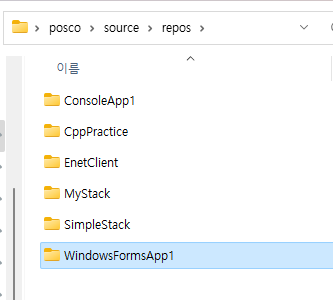 posco > source > repos >
이름
ConsoleApp1
CppPractice
EnetClient
MyStack
SimpleStack
WindowsFormsApp1